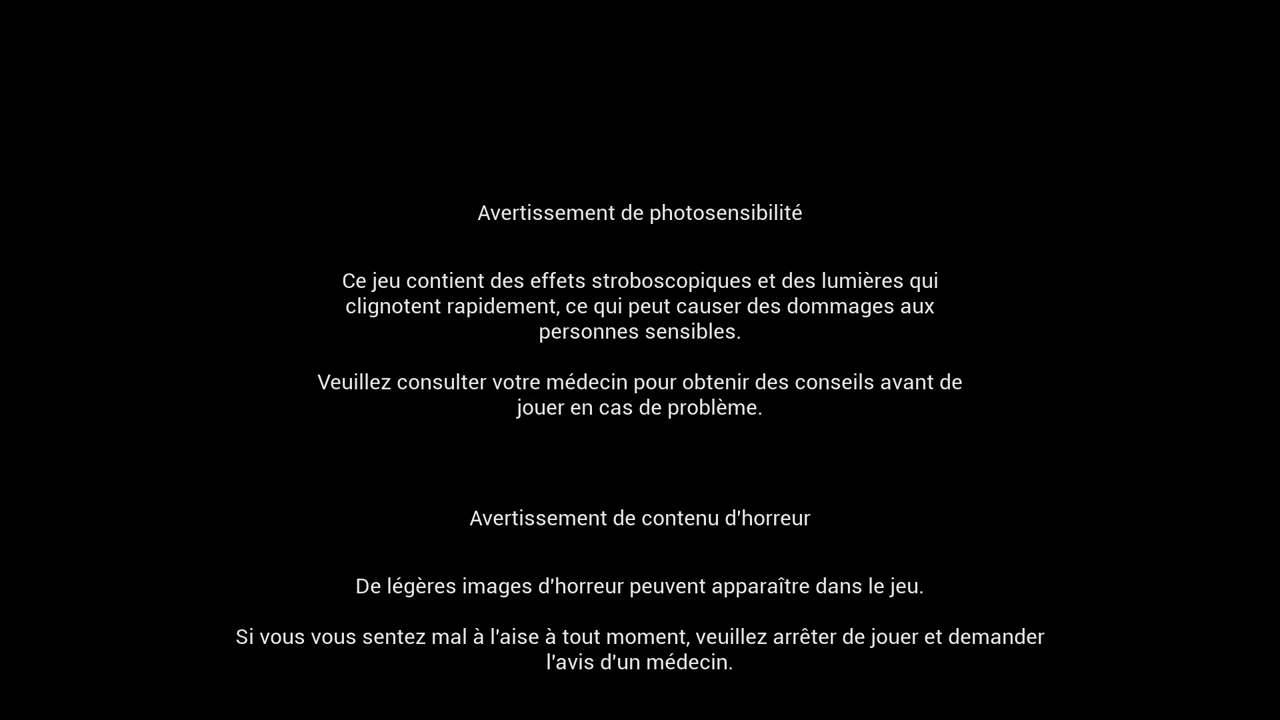 Avertissement de photosensibilité
Ce jeu contient des effets stroboscopiques et des lumières qui
clignotent rapidement, ce qui peut causer des dommages aux
personnes sensibles.
Veuillez consulter votre médecin pour obtenir des conseils avant de
jouer en cas de problème.
Avertissement de contenu d'horreur
De légères images d'horreur peuvent apparaître dans le jeu.
Si vous vous sentez mal à l'aise à tout moment, veuillez arrêter de jouer et demander
l'avis d'un médecin.